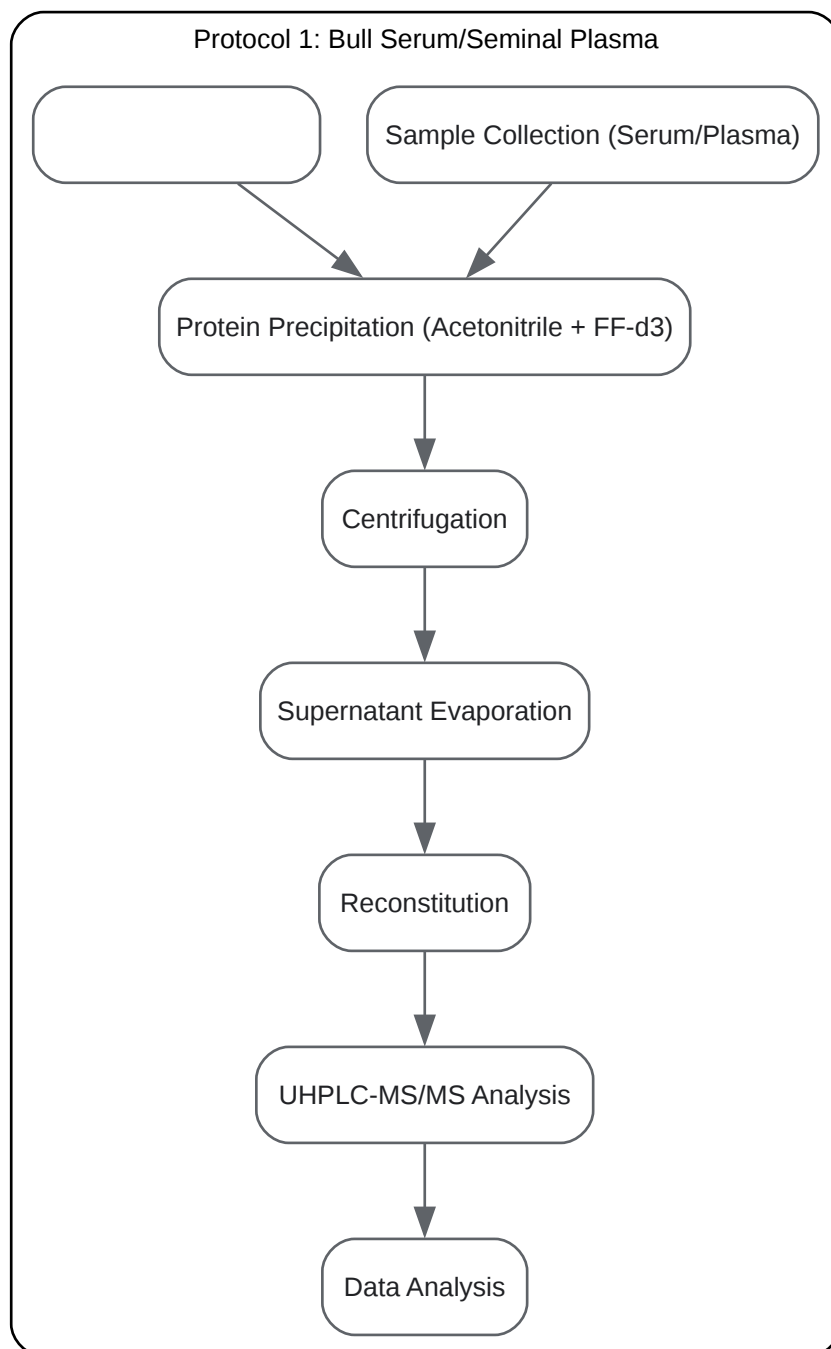 Protocol 1: Bull Serum/Seminal Plasma
Sample Collection (Serum/Plasma)
Protein Precipitation (Acetonitrile + FF-d3)
Centrifugation
Supernatant Evaporation
Reconstitution
UHPLC-MS/MS Analysis
Data Analysis